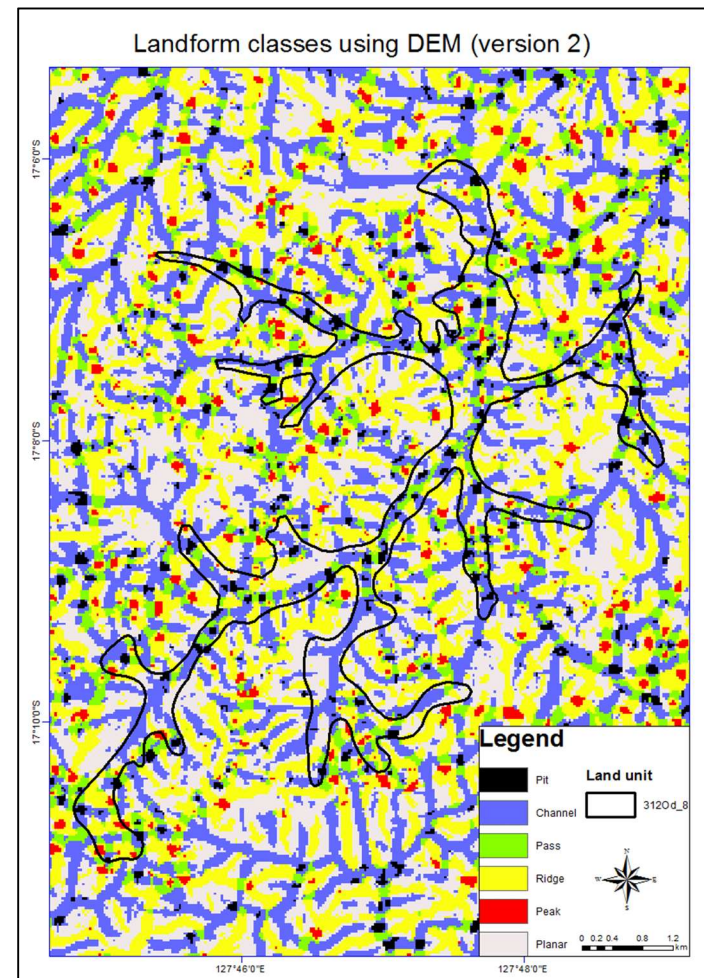 Landform classes using DEM (version 2)
17°6'0"S
17°8'0"S
17°10'0"S
Legend
Pit
Channel
Pass
Ridge
Peak
Planar
Land unit
312Od_8
N
W E
S
0 0.2 0.4 0.8 1.2
km
127°46'0"E
127°48'0"E